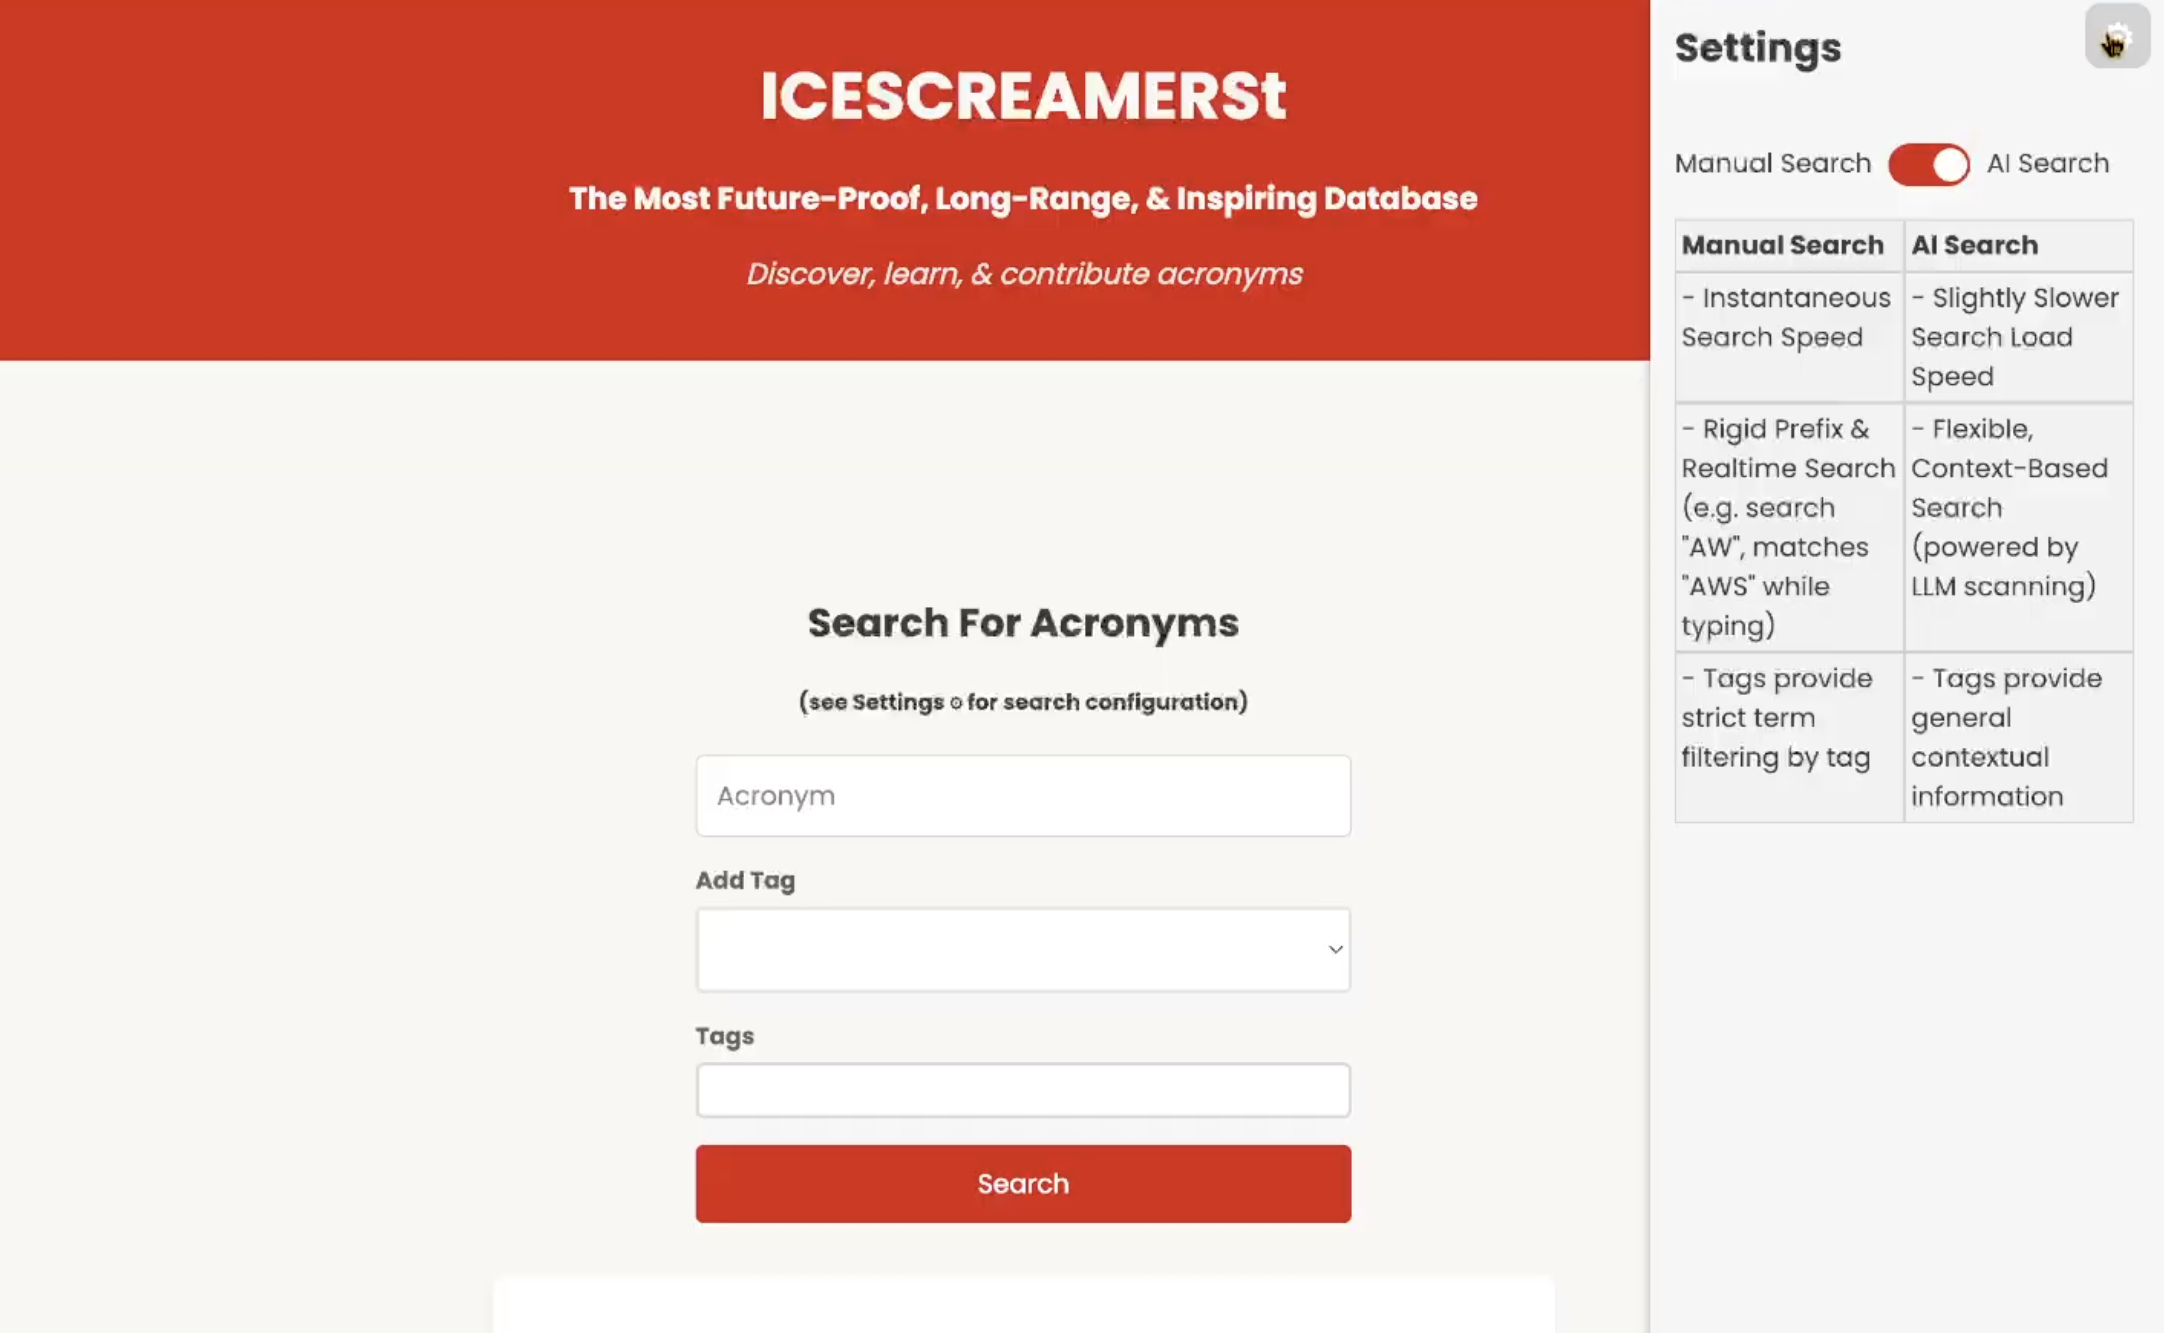 ICESCREAMERSt
The Most Future-Proof, Long-Range, & Inspiring Database
Discover, learn, & contribute acronyms
Search For Acronyms
(see Settings ⚙ for search configuration)
Acronym
Add Tag
Tags
Search
Settings
Manual Search
AI Search
Manual Search
AI Search
- Instantaneous
Search Speed
- Slightly Slower
Search Load
Speed
- Rigid Prefix &
Realtime Search
(e.g. search
"AW", matches
"AWS" while
typing)
- Flexible,
Context-Based
Search
(powered by
LLM scanning)
- Tags provide
strict term
filtering by tag
- Tags provide
general
contextual
information